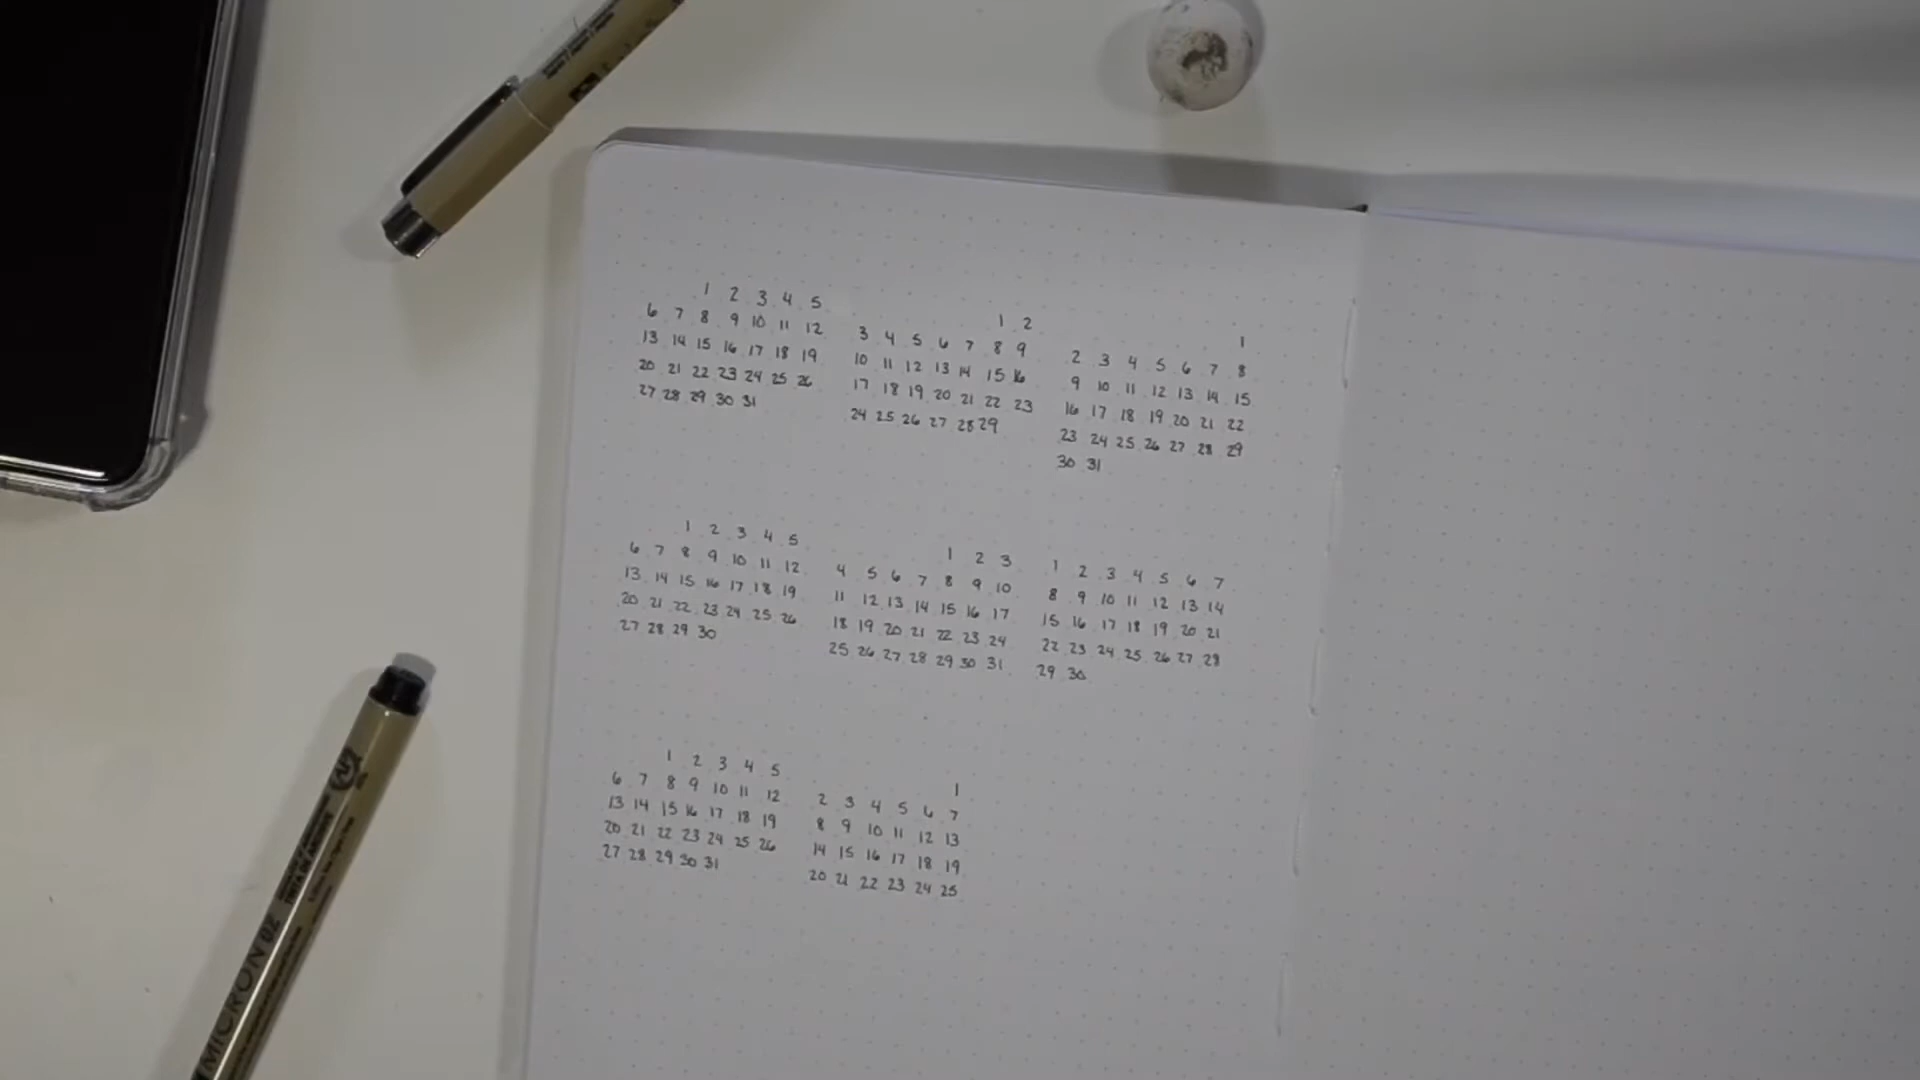 1 2 3 4 5
6 7 8 9 10 11 12
13 14 15 16 17 18 19
20 21 22 23 24 25 26
27 28 29 30 31
1 2
3 4 5 6 7 8 9
10 11 12 13 14 15 16
17 18 19 20 21 22 23
24 25 26 27 28 29
1
2 3 4 5 6 7 8
9 10 11 12 13 14 15
16 17 18 19 20 21 22
23 24 25 26 27 28 29
30 31
1 2 3 4 5
6 7 8 9 10 11 12
13 14 15 16 17 18 19
20 21 22 23 24 25 26
27 28 29 30
1 2 3
4 5 6 7 8 9 10
11 12 13 14 15 16 17
18 19 20 21 22 23 24
25 26 27 28 29 30 31
1 2 3 4 5 6 7
8 9 10 11 12 13 14
15 16 17 18 19 20 21
22 23 24 25 26 27 28
29 30
1 2 3 4 5
6 7 8 9 10 11 12
13 14 15 16 17 18 19
20 21 22 23 24 25 26
27 28 29 30 31
1
2 3 4 5 6 7
8 9 10 11 12 13
14 15 16 17 18 19
20 21 22 23 24 25
MICRON 02